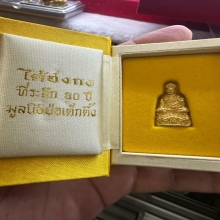 ไต้ฮงกง
ที่ระลึก ๘๐ ปี
มูลนิธิป่อเต็กตึ๊ง